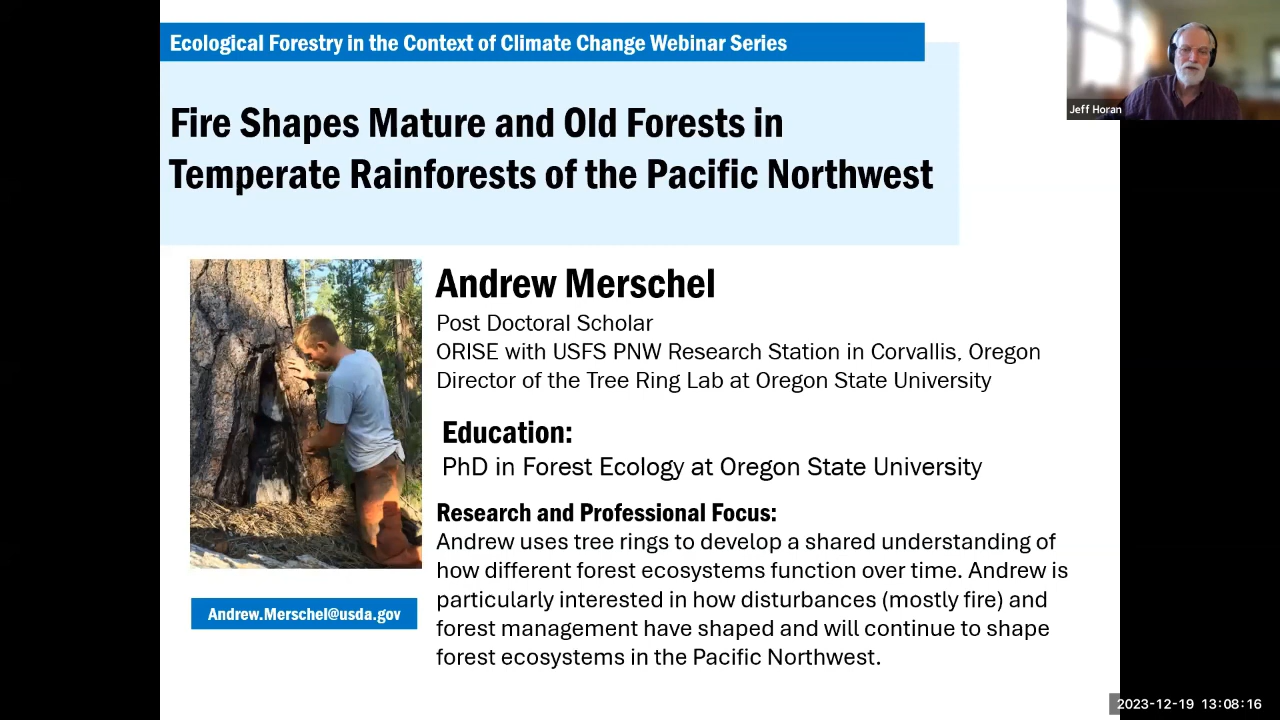 Ecological Forestry in the Context of Climate Change Webinar Series
Fire Shapes Mature and Old Forests in
Temperate Rainforests of the Pacific Northwest
Jeff Horan
Andrew Merschel
Post Doctoral Scholar
ORISE with USFS PNW Research Station in Corvallis, Oregon
Director of the Tree Ring Lab at Oregon State University
Education:
PhD in Forest Ecology at Oregon State University
Research and Professional Focus:
Andrew uses tree rings to develop a shared understanding of
how different forest ecosystems function over time. Andrew is
particularly interested in how disturbances (mostly fire) and
forest management have shaped and will continue to shape
forest ecosystems in the Pacific Northwest.
Andrew.Merschel@usda.gov
2023-12-19 13:08:16